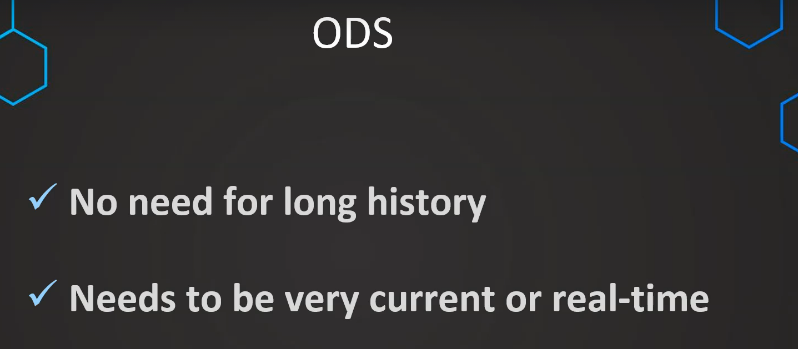 ODS
✓ No need for long history
✓ Needs to be very current or real-time